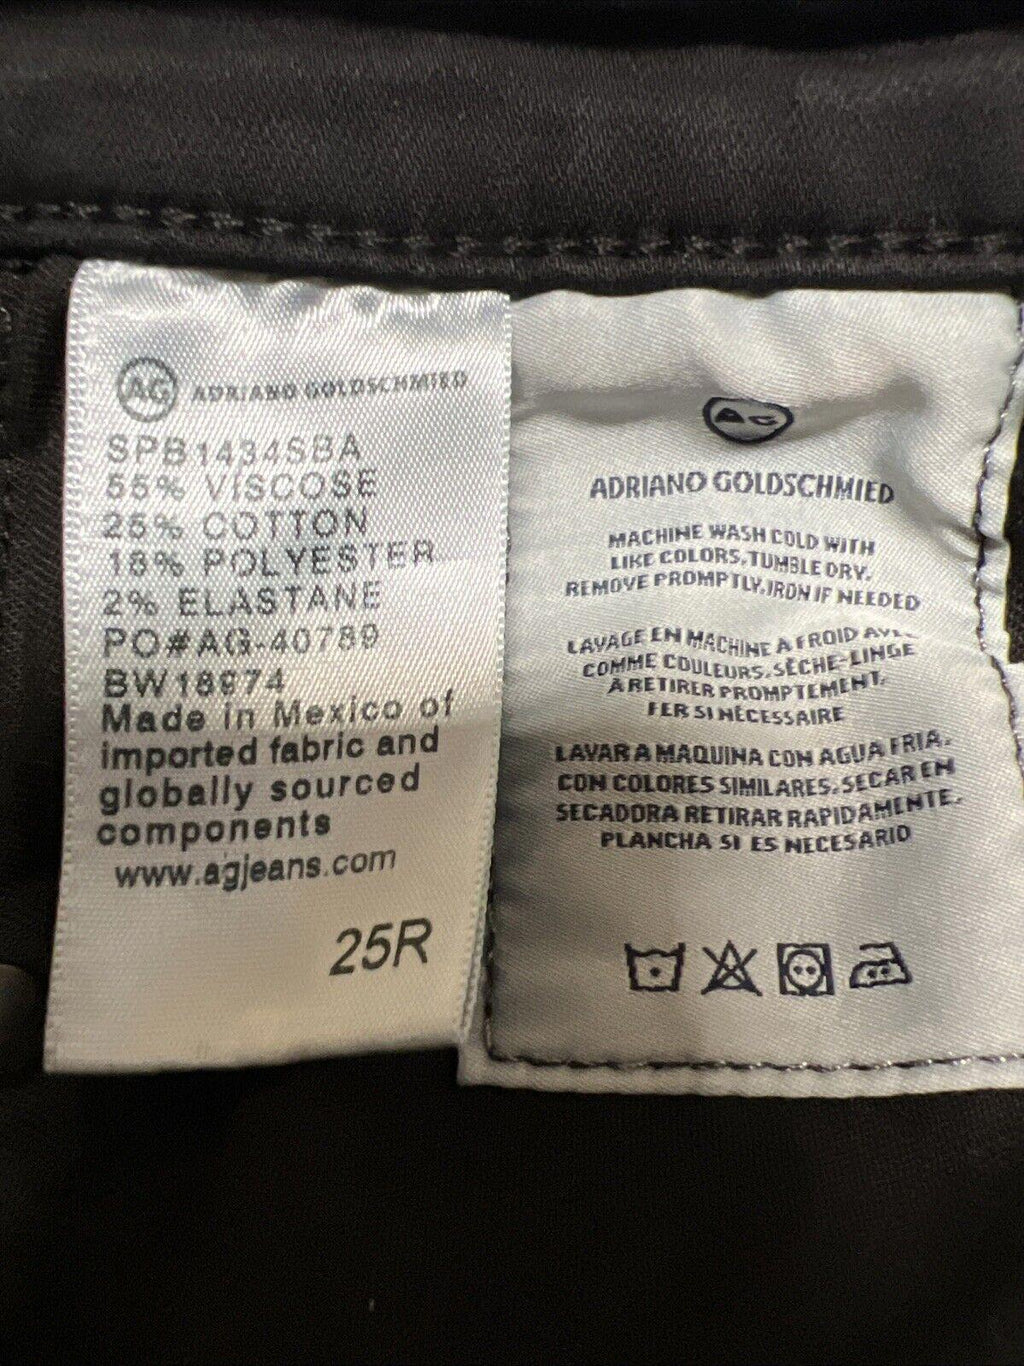 AG ADRIANO GOLDSCHMIED
SPB1434SBA
55% VISCOSE
25% COTTON
18% POLYESTER
2% ELASTANE
PO#AG-40789
BW18974
Made in Mexico of
imported fabric and
globally sourced
components
www.agjeans.com
25R
AG
ADRIANO GOLDSCHMIED
MACHINE WASH COLD WITH
LIKE COLORS, TUMBLE DRY,
REMOVE PROMPTLY, IRON IF NEEDED
LAVAGE EN MACHINE A FROID
COMME COULEURS, SÈCHE-LINGE
À RETIRER PROMPTEMENT,
FER SI NÉCESSAIRE
LAVAR A MAQUINA CON AGUA FRIA,
CON COLORES SIMILARES, SECAR EN
SECADORA RETIRAR RAPIDAMENTE,
PLANCHA SI ES NECESARIO